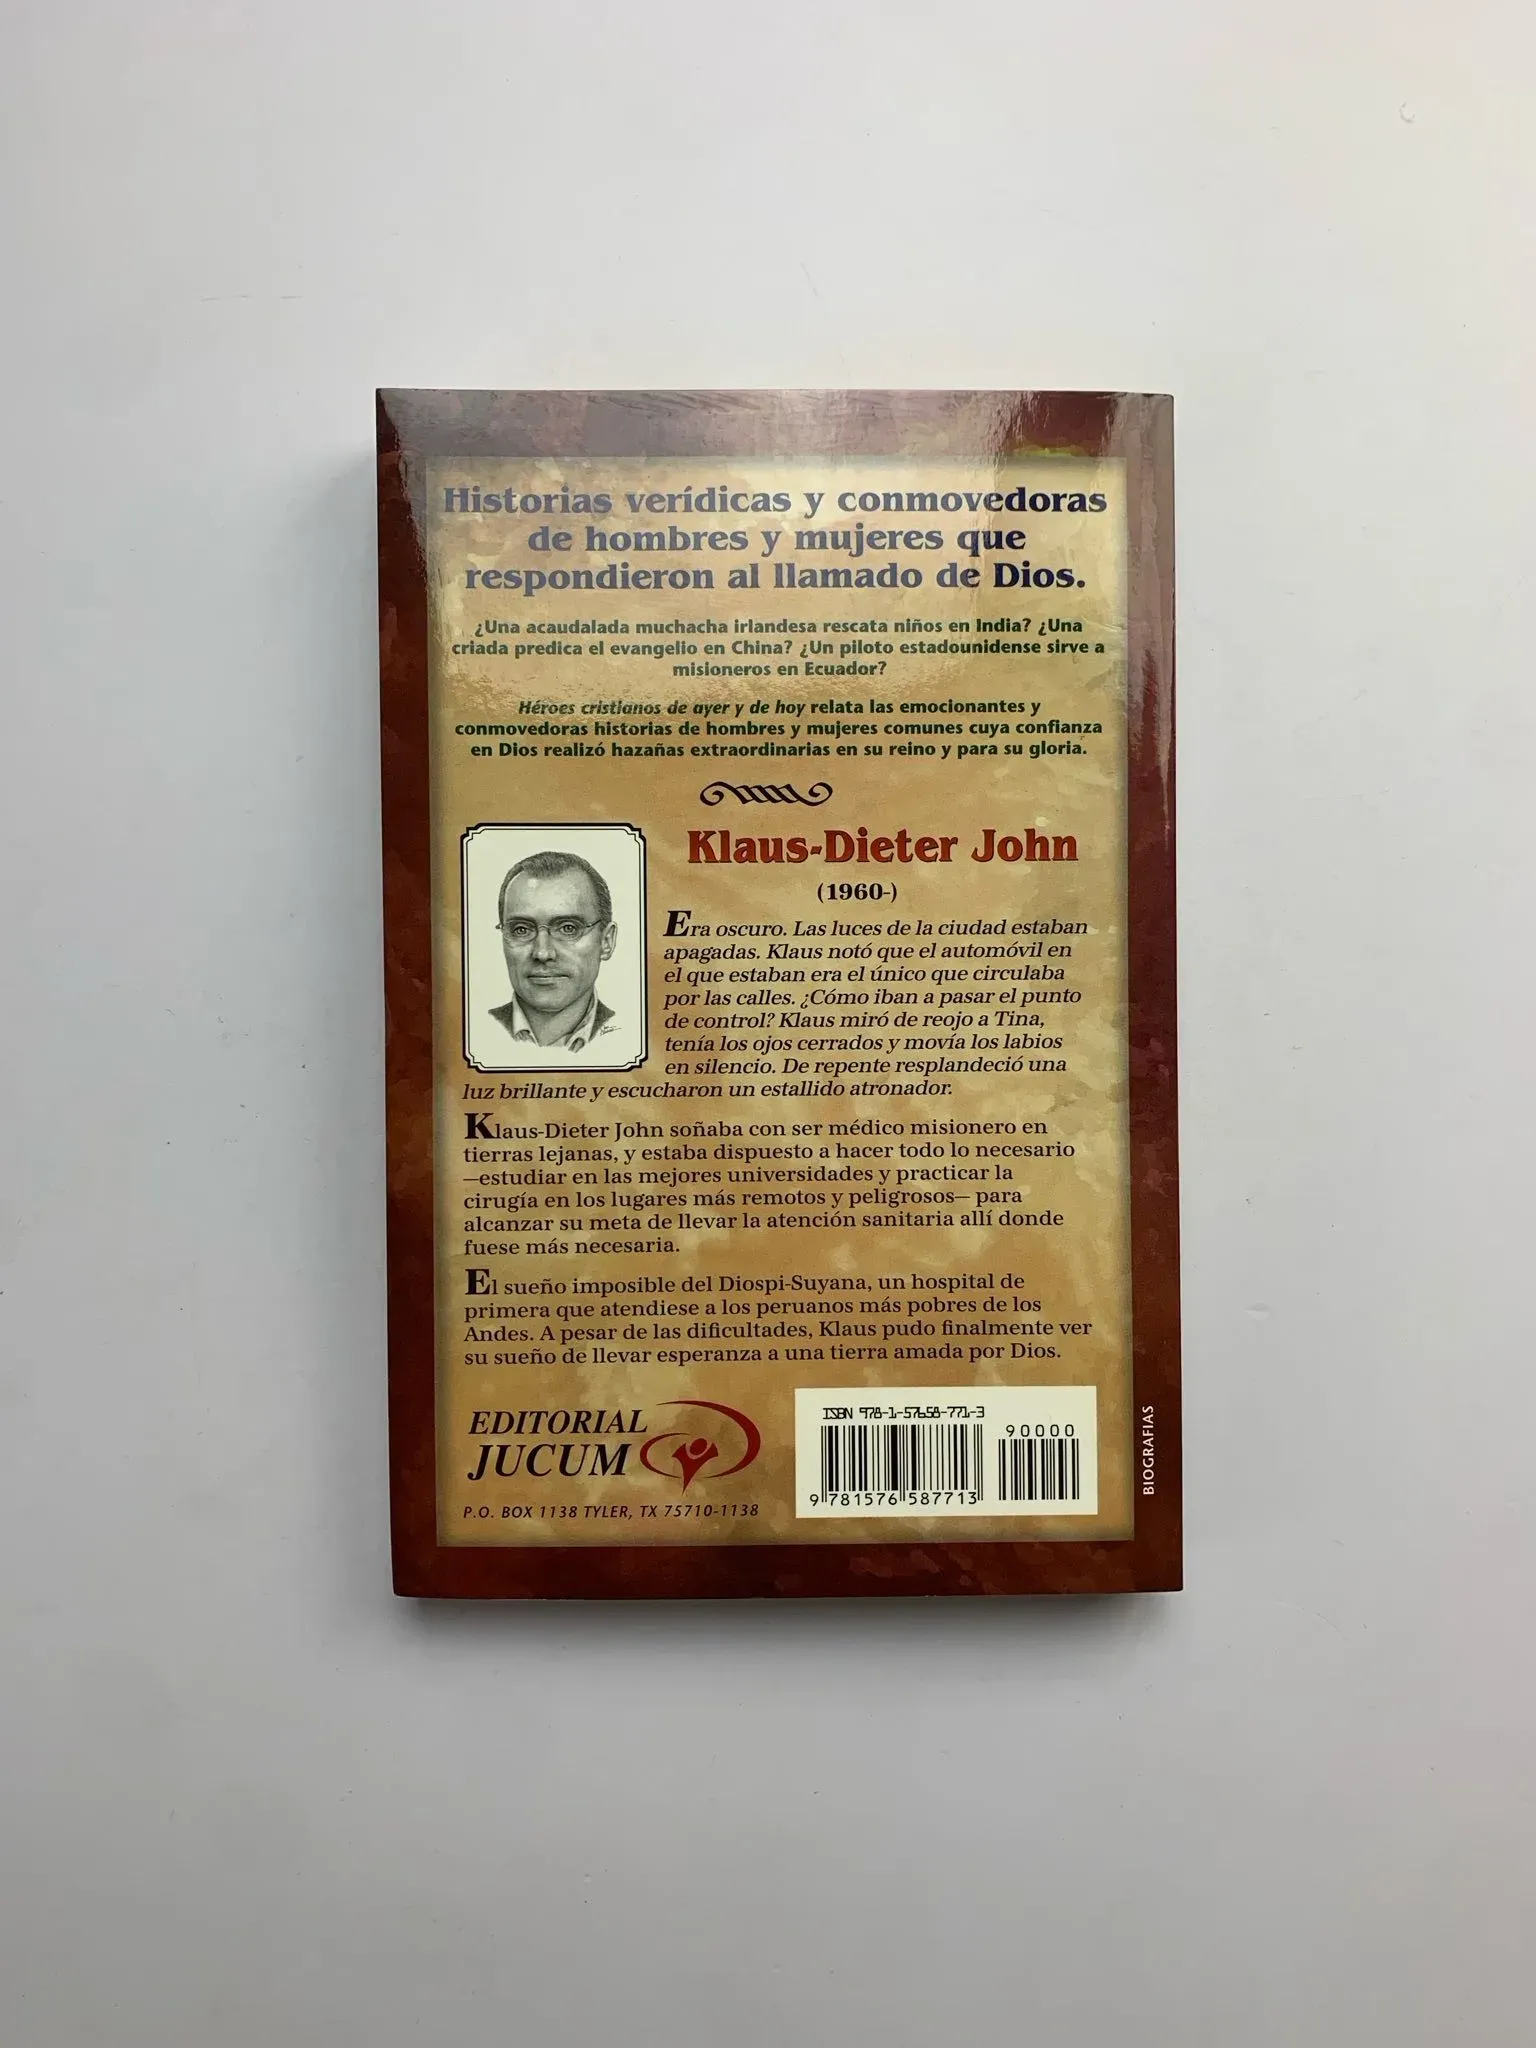 Historias verídicas y conmovedoras
de hombres y mujeres que
respondieron al llamado de Dios.
¿Una acaudalada muchacha irlandesa rescata niños en India? ¿Una
criada predica el evangelio en China? ¿Un piloto estadounidense sirve a
misioneros en Ecuador?
Héroes cristianos de ayer y de hoy relata las emocionantes y
conmovedoras historias de hombres y mujeres comunes cuya confianza
en Dios realizó hazañas extraordinarias en su reino y para su gloria.
Klaus-Dieter John
(1960-)
Era oscuro. Las luces de la ciudad estaban
apagadas. Klaus notó que el automóvil en
el que estaban era el único que circulaba
por las calles. ¿Cómo iban a pasar el punto
de control? Klaus miró de reojo a Tina,
tenía los ojos cerrados y movía los labios
en silencio. De repente resplandeció una
luz brillante y escucharon un estallido atronador.
Klaus-Dieter John soñaba con ser médico misionero en
tierras lejanas, y estaba dispuesto a hacer todo lo necesario
—estudiar en las mejores universidades y practicar la
cirugía en los lugares más remotos y peligrosos— para
alcanzar su meta de llevar la atención sanitaria allí donde
fuese más necesaria.
El sueño imposible del Diospi-Suyana, un hospital de
primera que atendiese a los peruanos más pobres de los
Andes. A pesar de las dificultades, Klaus pudo finalmente ver
su sueño de llevar esperanza a una tierra amada por Dios.
EDITORIAL
JUCUM
P.O. BOX 1138 TYLER, TX 75710-1138
ISBN 978-1-57658-771-3
90000
9 781576 587713
BIOGRAFIAS